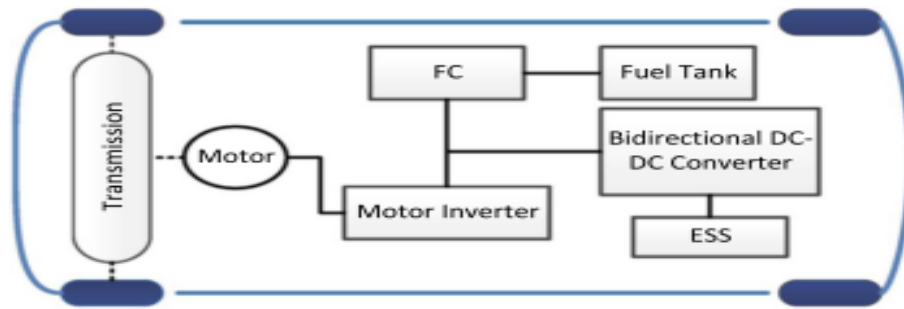 FC
Fuel Tank
Transmission
Motor
Bidirectional DC-
DC Converter
Motor Inverter
ESS